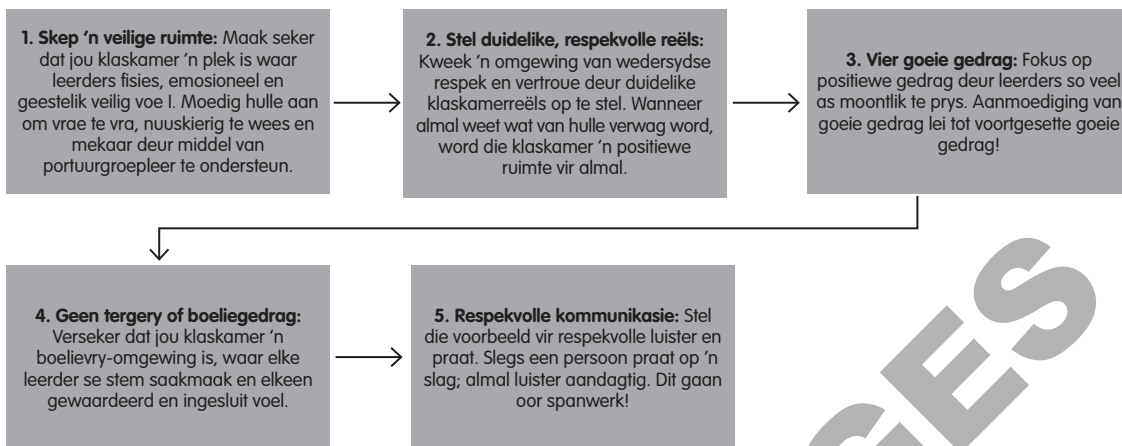 1. Skep ’n veilige ruimte: Maak seker
dat jou klaskamer ’n plek is waar
leerders fisies, emosioneel en
geestelik veilig voe l. Moedig hulle aan
om vrae te vra, nuuskierig te wees en
mekaar deur middel van
portuurgroepleer te ondersteun.
2. Stel duidelike, respekvolle reëls:
Kweek ’n omgewing van wedersydse
respek en vertroue deur duidelike
klaskamerreëls op te stel. Wanneer
almal weet wat van hulle verwag word,
word die klaskamer ’n positiewe
ruimte vir almal.
3. Vier goeie gedrag: Fokus op
positiewe gedrag deur leerders so veel
as moontlik te prys. Aanmoediging van
goeie gedrag lei tot voortgesette goeie
gedrag!
4. Geen tergery of boeliegedrag:
Verseker dat jou klaskamer ’n
boelievry-omgewing is, waar elke
leerder se stem saakmaak en elkeen
gewaardeerd en ingesluit voel.
5. Respekvolle kommunikasie: Stel
die voorbeeld vir respekvolle luister en
praat. Slegs een persoon praat op ’n
slag; almal luister aandagtig. Dit gaan
oor spanwerk!
GES